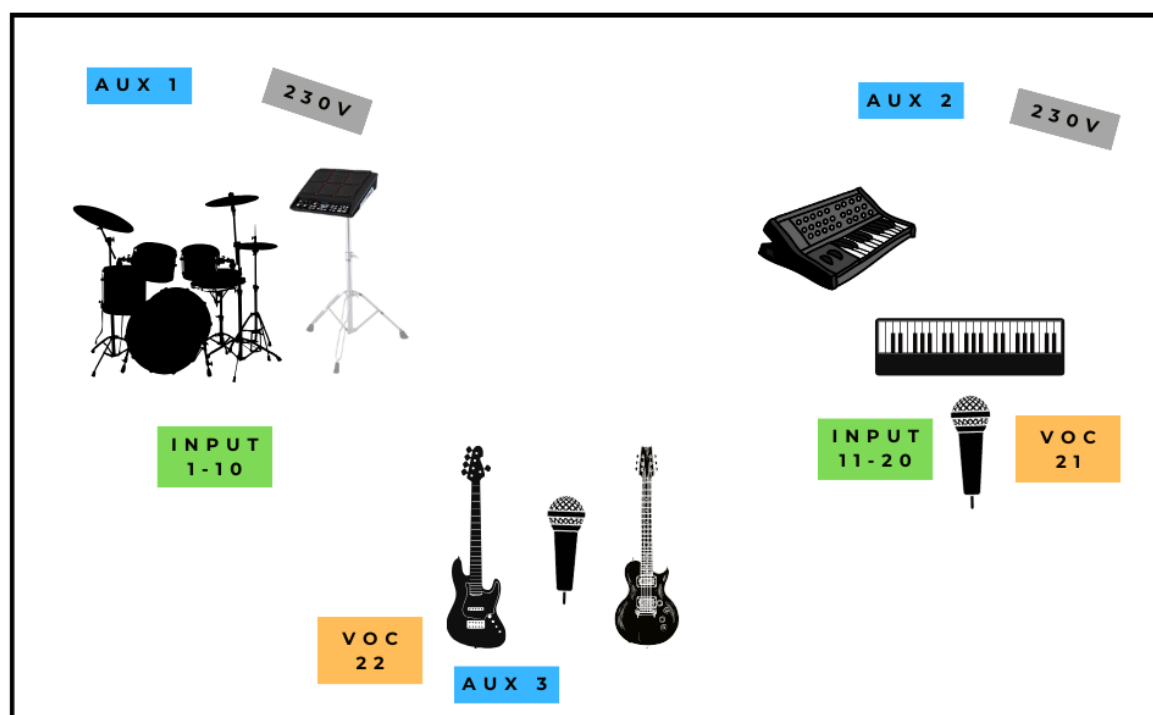 AUX 1
230V
AUX 2
230V
INPUT
1-10
INPUT
11-20
VOC
21
VOC
22
AUX 3